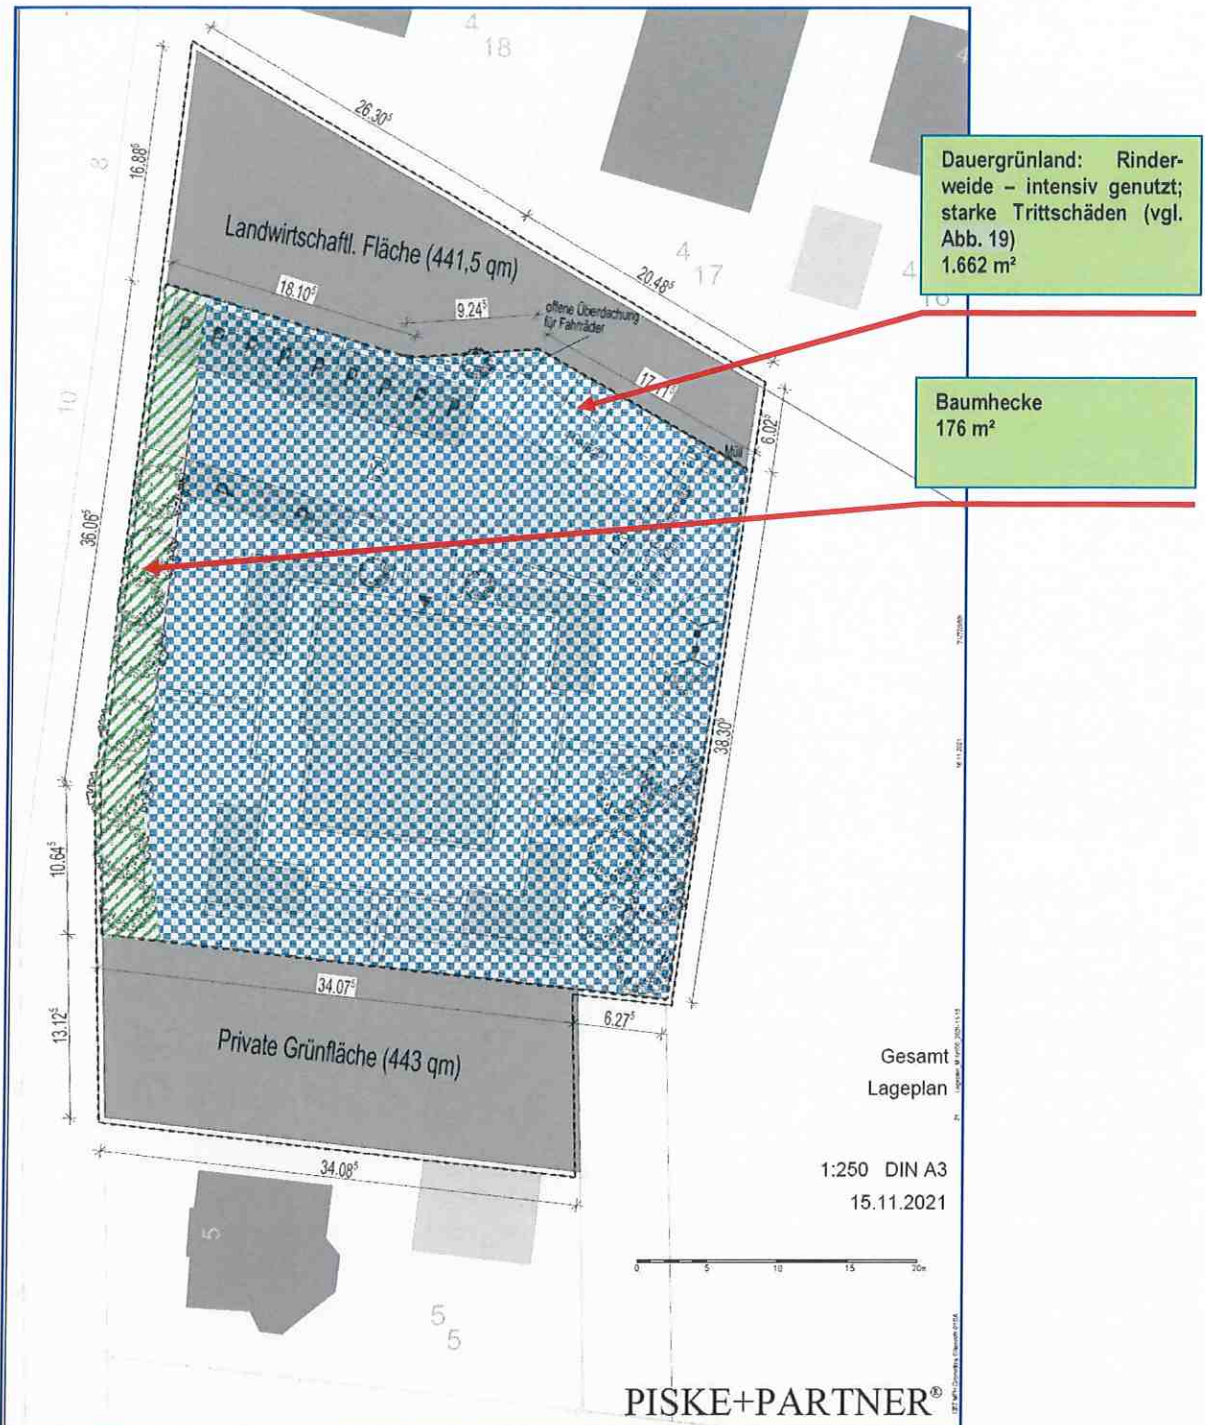 4
18
26.30⁵
16.88⁵
8
Dauergrünland: Rinder-
weide – intensiv genutzt;
starke Trittschäden (vgl.
Abb. 19)
1.662 m²
Landwirtschaftl. Fläche (441,5 qm)
4
17
20.48⁵
4
18.10⁵
9.24⁵
offene Überdachung
für Fahrräder
17.71⁵
P P P P P P P
10
6.02⁵
Müll
Baumhecke
176 m²
36.06⁵
38.30⁵
10.64⁵
34.07⁵
6.27⁵
13.12⁵
Private Grünfläche (443 qm)
Gesamt
Lageplan
34.08⁵
1:250 DIN A3
15.11.2021
5
0 5 10 15 20m
5
5
PISKE+PARTNER®